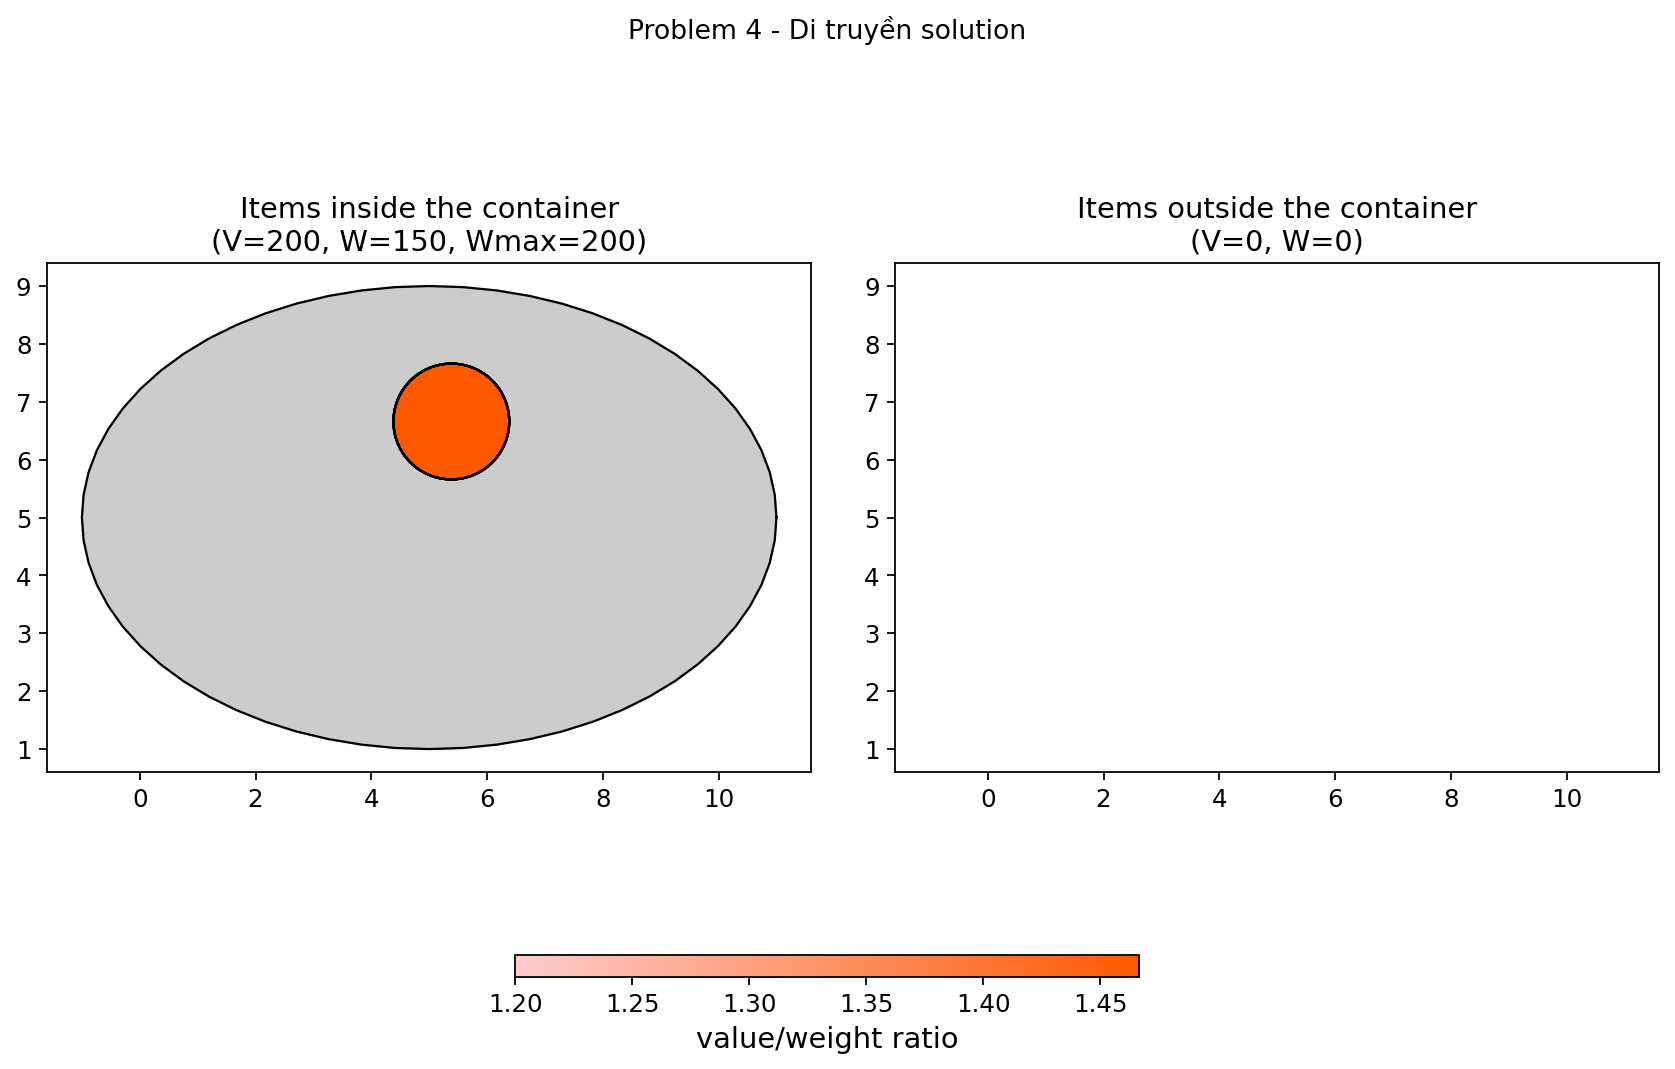 Problem 4 - Di truyền solution
Items inside the container
(V=200, W=150, Wmax=200)
9
8
7
6
5
4
3
2
1
0 2 4 6 8 10
Items outside the container
(V=0, W=0)
9
8
7
6
5
4
3
2
1
0 2 4 6 8 10
1.20 1.25 1.30 1.35 1.40 1.45
value/weight ratio